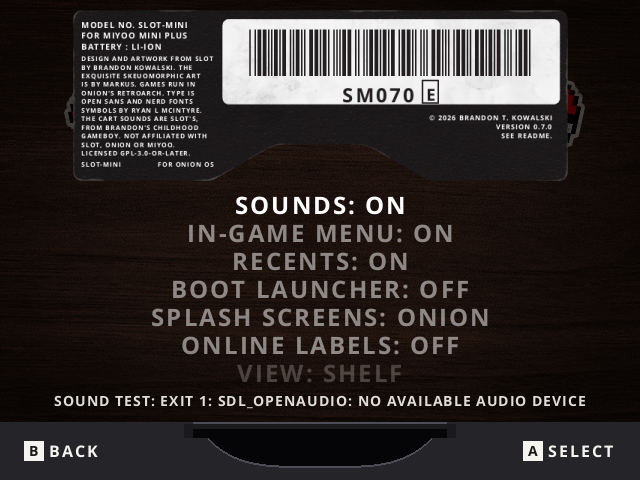 MODEL NO. SLOT-MINI
FOR MIYOO MINI PLUS
BATTERY : LI-ION
DESIGN AND ARTWORK FROM SLOT
BY BRANDON KOWALSKI. THE
EXQUISITE SKEUOMORPHIC ART
IS BY MAXWELL MARKS. GAMES RUN IN
ONION'S RETROARCH. TYPE IS
OPEN SANS AND NERD FONTS
SYMBOLS BY RYAN L MCINTYRE.
THE CART SOUNDS ARE SLOT'S,
FROM BRANDON'S CHILDHOOD
GAMEBOY. NOT AFFILIATED WITH
SLOT, ONION OR MIYOO.
LICENSED GPL-3.0-OR-LATER.
SLOT-MINI FOR ONION OS
SM070 E
© 2026 BRANDON T. KOWALSKI
VERSION 0.7.0
SEE README.
SOUNDS: ON
IN-GAME MENU: ON
RECENTS: ON
BOOT LAUNCHER: OFF
SPLASH SCREENS: ONION
ONLINE LABELS: OFF
VIEW: SHELF
SOUND TEST: EXIT 1: SDL_OPENAUDIO: NO AVAILABLE AUDIO DEVICE
B BACK
A SELECT